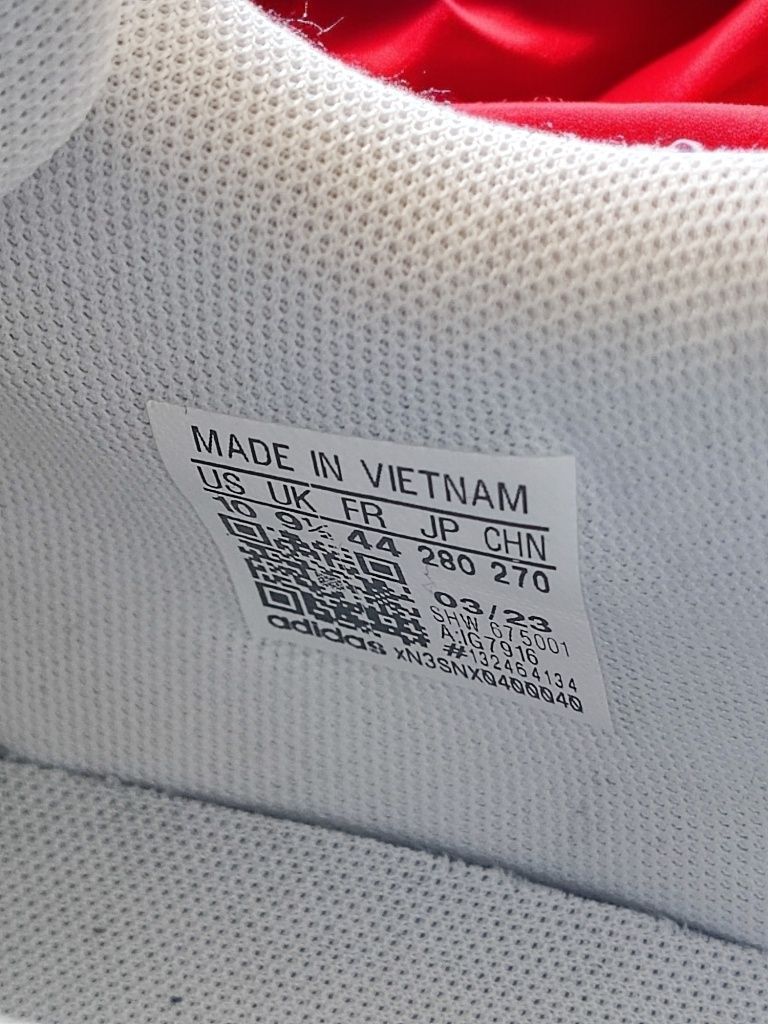 MADE IN VIETNAM
US UK FR JP CHN
10 9½ 44 280 270
03/23
SHW 675001
A:IG7916
#132464134
adidas xN3SNX0400040